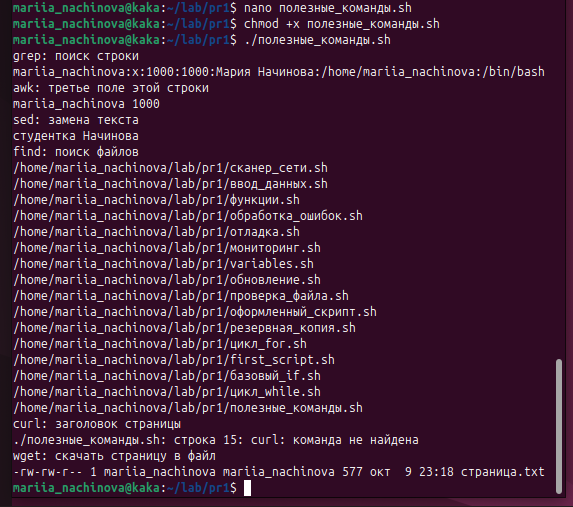 mariia_nachinova@kaka:~/lab/pr1$ nano полезные_команды.sh
mariia_nachinova@kaka:~/lab/pr1$ chmod +x полезные_команды.sh
mariia_nachinova@kaka:~/lab/pr1$ ./полезные_команды.sh
grep: поиск строки
mariia_nachinova:x:1000:1000:Мария Начинова:/home/mariia_nachinova:/bin/bash
awk: третье поле этой строки
mariia_nachinova 1000
sed: замена текста
студентка Начинова
find: поиск файлов
/home/mariia_nachinova/lab/pr1/сканер_сети.sh
/home/mariia_nachinova/lab/pr1/ввод_данных.sh
/home/mariia_nachinova/lab/pr1/функции.sh
/home/mariia_nachinova/lab/pr1/обработка_ошибок.sh
/home/mariia_nachinova/lab/pr1/отладка.sh
/home/mariia_nachinova/lab/pr1/мониторинг.sh
/home/mariia_nachinova/lab/pr1/variables.sh
/home/mariia_nachinova/lab/pr1/обновление.sh
/home/mariia_nachinova/lab/pr1/проверка_файла.sh
/home/mariia_nachinova/lab/pr1/оформленный_скрипт.sh
/home/mariia_nachinova/lab/pr1/резервная_копия.sh
/home/mariia_nachinova/lab/pr1/цикл_for.sh
/home/mariia_nachinova/lab/pr1/first_script.sh
/home/mariia_nachinova/lab/pr1/базовый_if.sh
/home/mariia_nachinova/lab/pr1/цикл_while.sh
/home/mariia_nachinova/lab/pr1/полезные_команды.sh
curl: заголовок страницы
./полезные_команды.sh: строка 15: curl: команда не найдена
wget: скачать страницу в файл
-rw-rw-r-- 1 mariia_nachinova mariia_nachinova 577 окт  9 23:18 страница.txt
mariia_nachinova@kaka:~/lab/pr1$